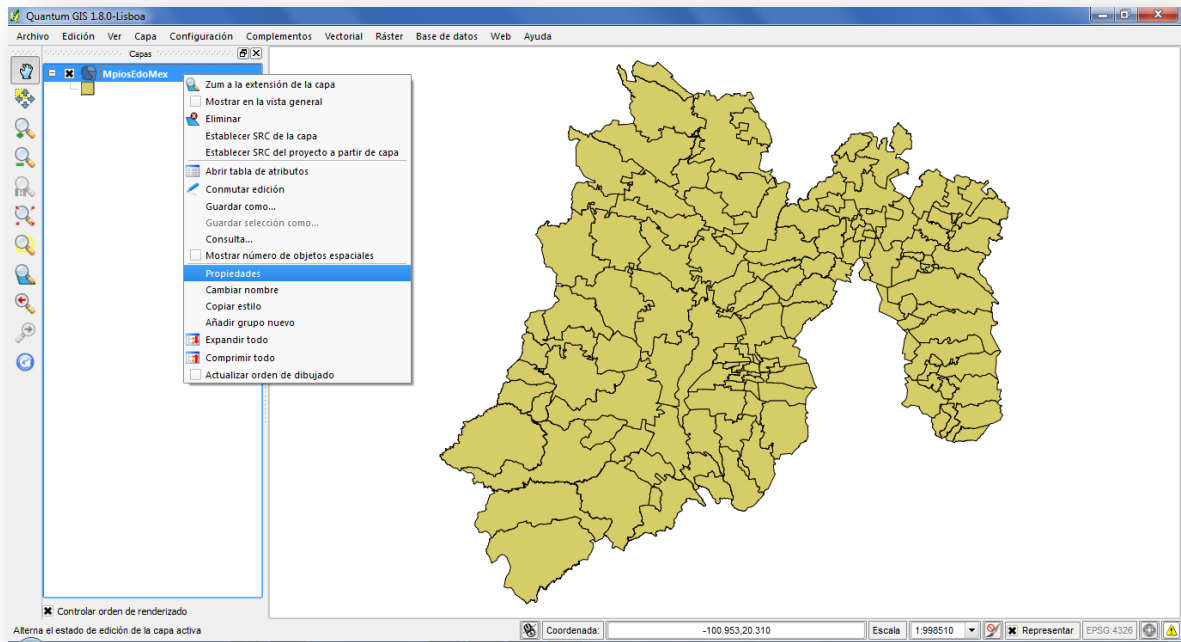 Quantum GIS 1.8.0-Lisboa
Archivo Edición Ver Capa Configuración Complementos Vectorial Ráster Base de datos Web Ayuda
Capas
MpiosEdoMex
Zum a la extensión de la capa
Mostrar en la vista general
Eliminar
Establecer SRC de la capa
Establecer SRC del proyecto a partir de capa
Abrir tabla de atributos
Conmutar edición
Guardar como...
Guardar selección como...
Consulta...
Mostrar número de objetos espaciales
Propiedades
Cambiar nombre
Copiar estilo
Añadir grupo nuevo
Expandir todo
Comprimir todo
Actualizar orden de dibujado
Controlar orden de renderizado
Alterna el estado de edición de la capa activa Coordenada: -100.953,20.310 Escala 1:998510 Representar EPSG:4326